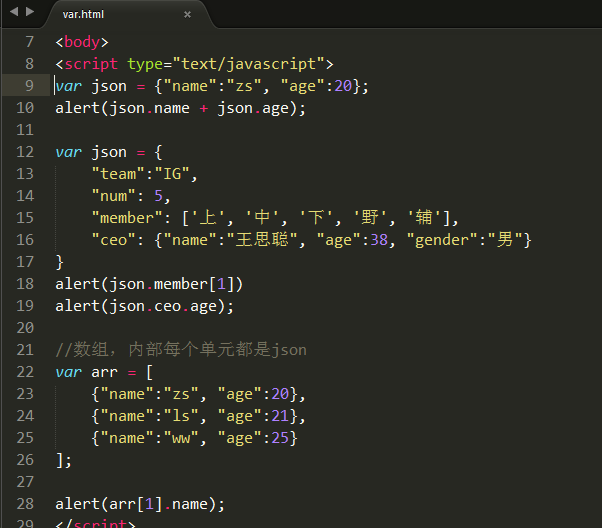 var.html
7 <body>
8 <script type="text/javascript">
9 var json = {"name":"zs", "age":20};
10 alert(json.name + json.age);
11
12 var json = {
13     "team":"IG",
14     "num": 5,
15     "member": ['上', '中', '下', '野', '辅'],
16     "ceo": {"name":"王思聪", "age":38, "gender":"男"}
17 }
18 alert(json.member[1])
19 alert(json.ceo.age);
20
21 //数组，内部每个单元都是json
22 var arr = [
23     {"name":"zs", "age":20},
24     {"name":"ls", "age":21},
25     {"name":"ww", "age":25}
26 ];
27
28 alert(arr[1].name);
29 </script>